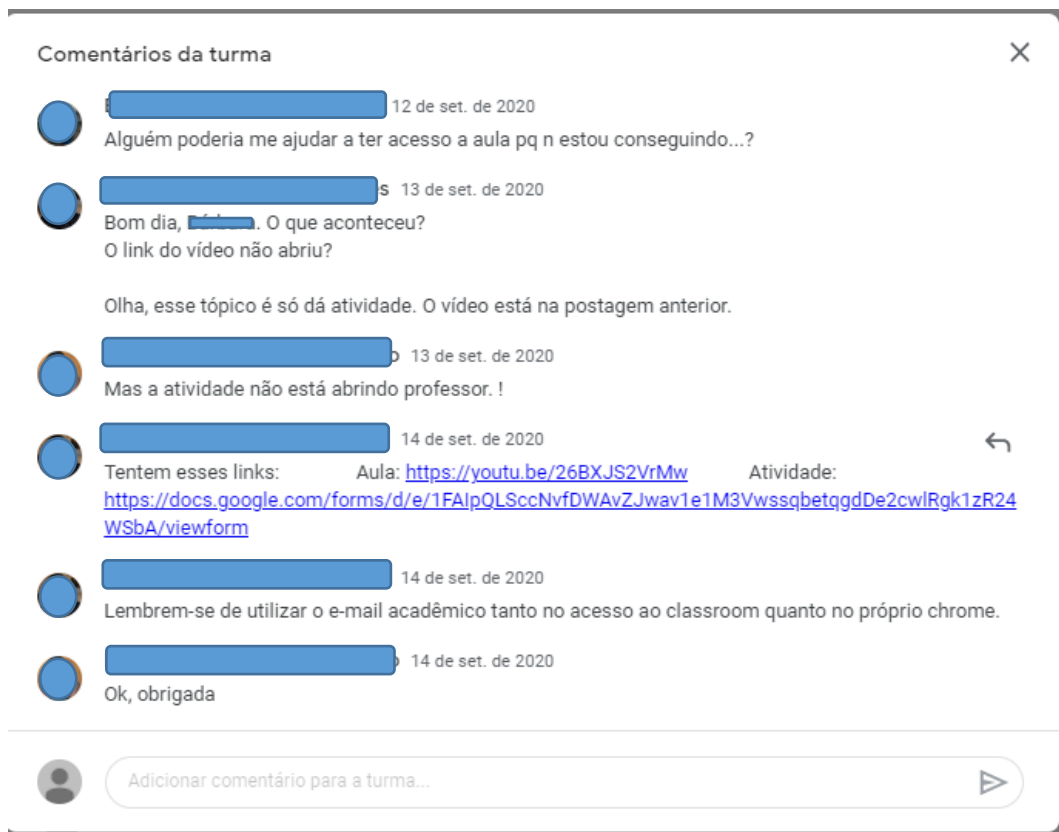 Comentários da turma
12 de set. de 2020
Alguém poderia me ajudar a ter acesso a aula pq n estou conseguindo...?
s 13 de set. de 2020
Bom dia, . O que aconteceu?
O link do vídeo não abriu?
Olha, esse tópico é só dá atividade. O vídeo está na postagem anterior.
o 13 de set. de 2020
Mas a atividade não está abrindo professor. !
14 de set. de 2020
Tentem esses links: Aula: https://youtu.be/26BXJS2VrMw Atividade:
https://docs.google.com/forms/d/e/1FAIpQLSccNvfDWAvZJwav1e1M3VwssqbetqgdDe2cwlRgk1zR24
WSbA/viewform
14 de set. de 2020
Lembrem-se de utilizar o e-mail acadêmico tanto no acesso ao classroom quanto no próprio chrome.
14 de set. de 2020
Ok, obrigada
Adicionar comentário para a turma...